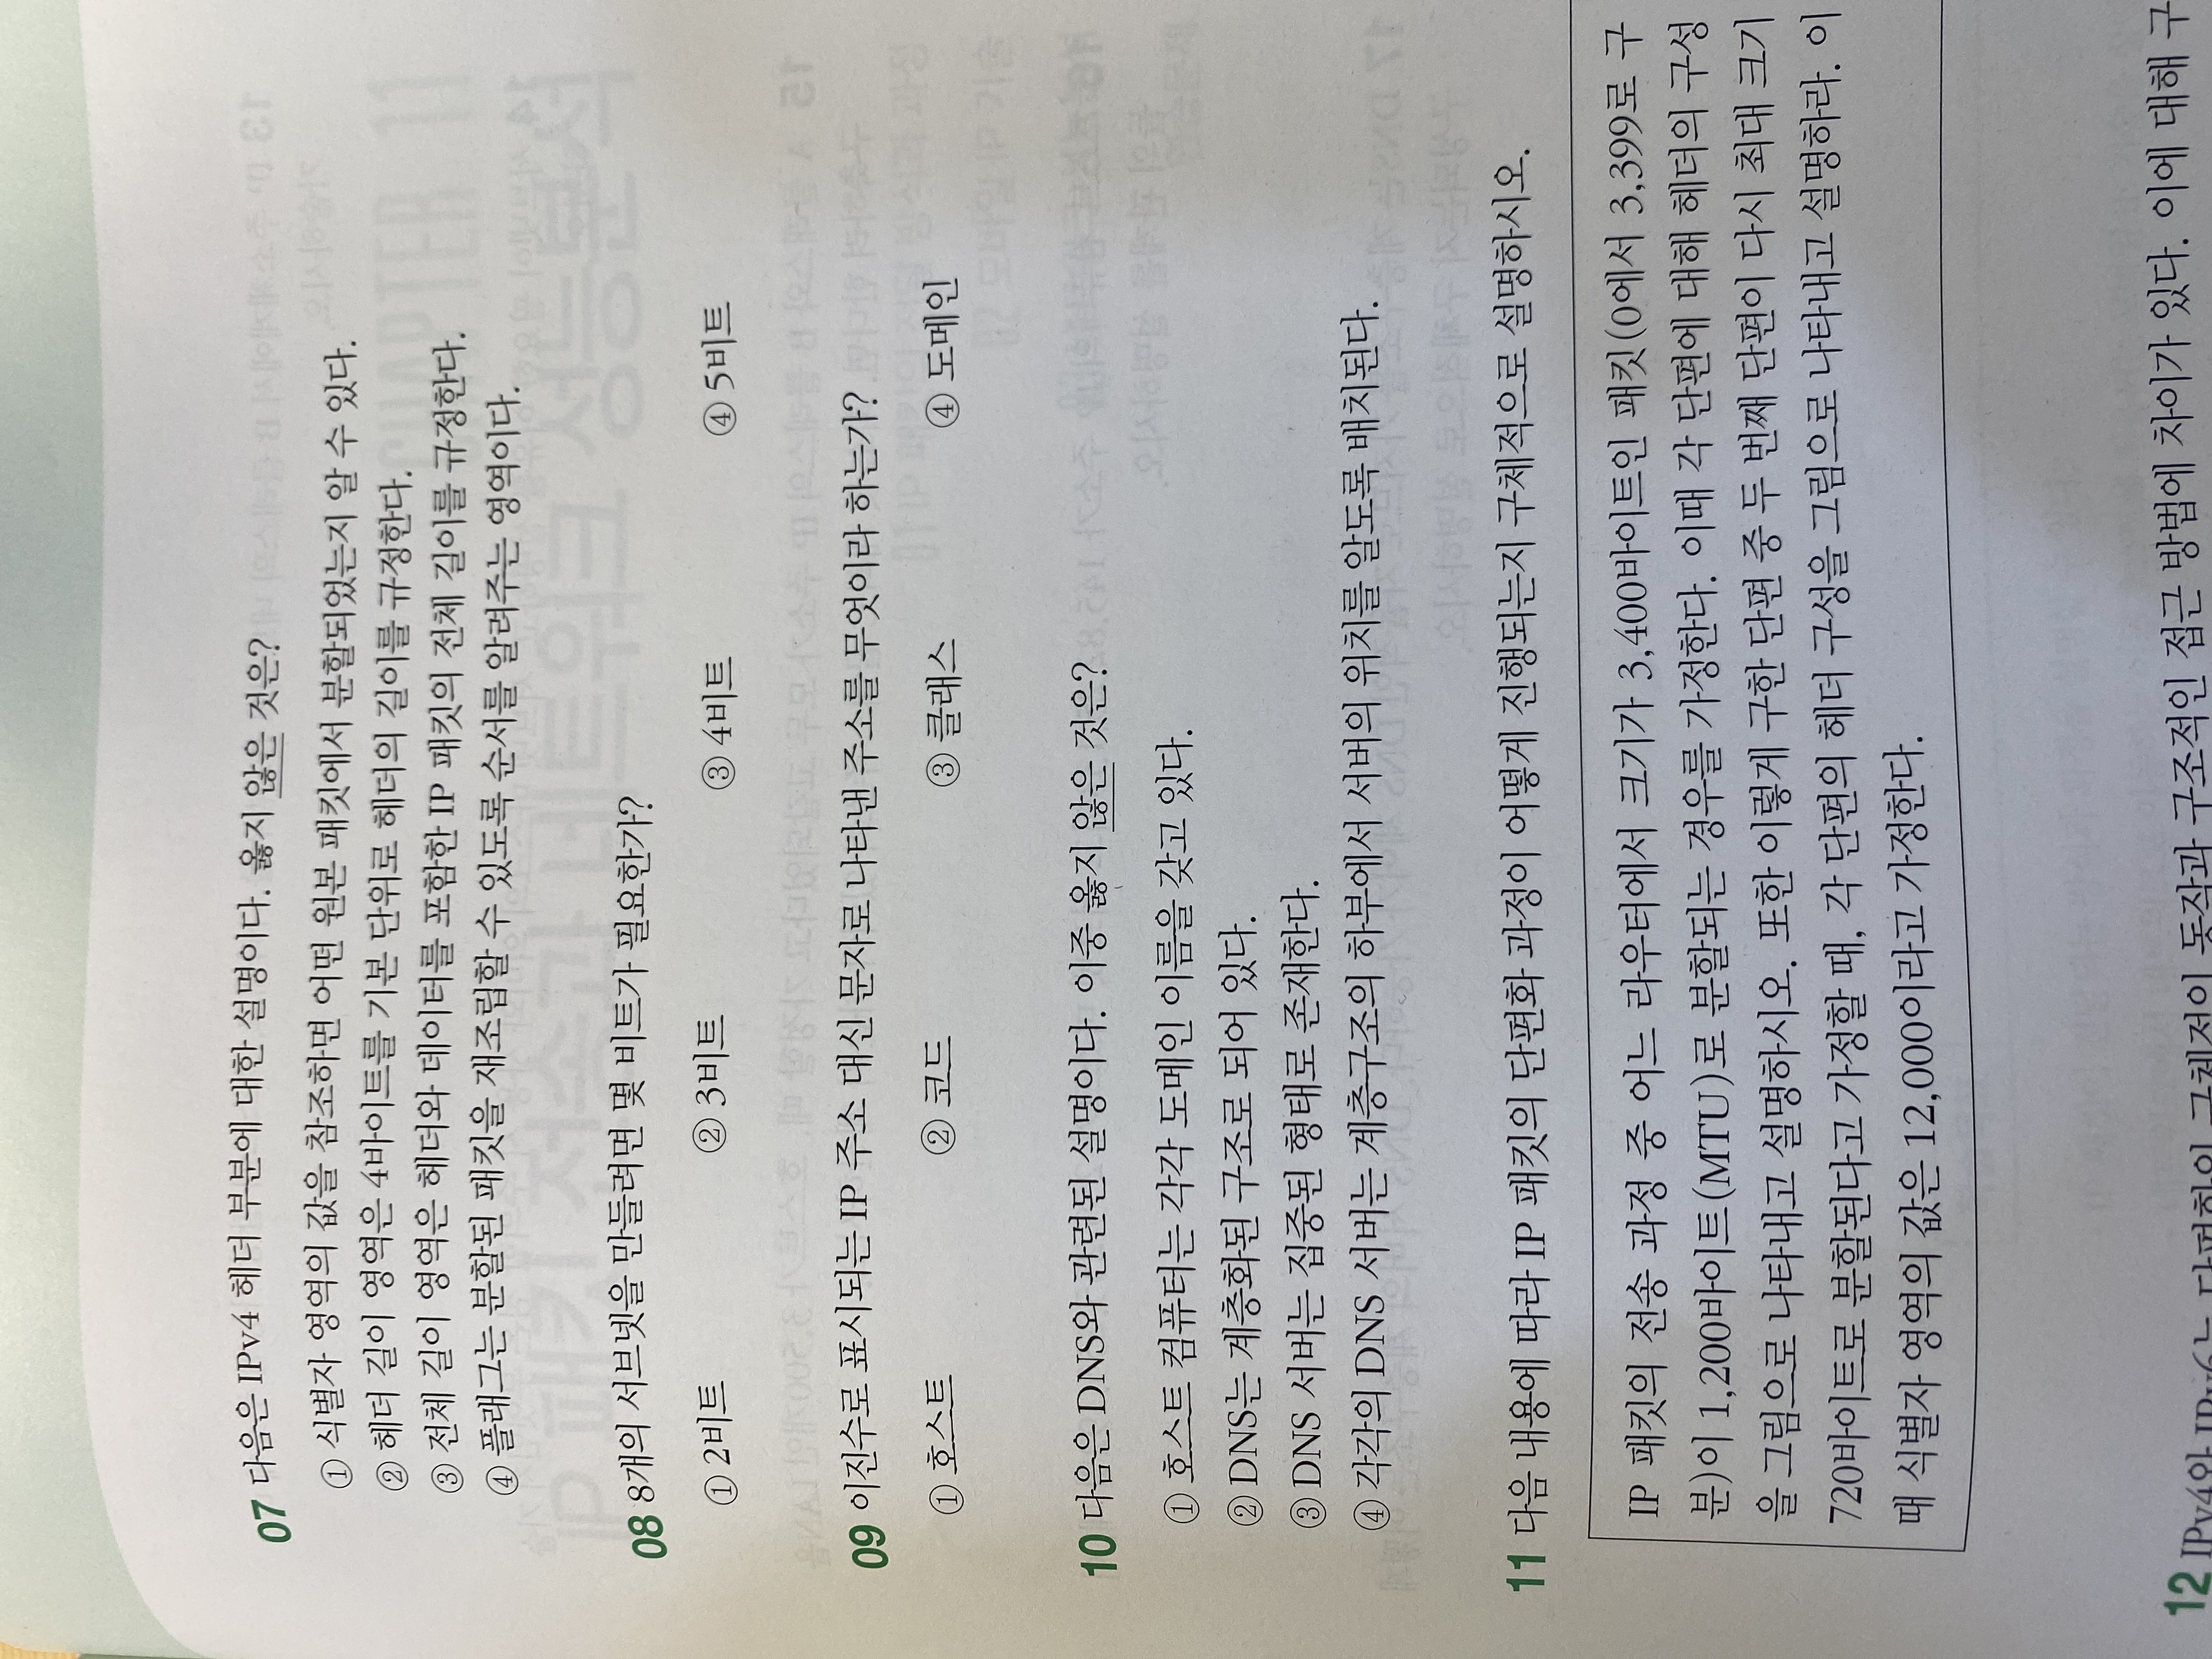 07 다음은 IPv4 헤더 부분에 대한 설명이다. 옳지 않은 것은?
① 식별자 영역의 값을 참조하면 어떤 원본 패킷에서 분할되었는지 알 수 있다.
② 헤더 길이 영역은 4바이트를 기본 단위로 헤더의 길이를 규정한다.
③ 전체 길이 영역은 헤더와 데이터를 포함한 IP 패킷의 전체 길이를 규정한다.
④ 플래그는 분할된 패킷을 재조립할 수 있도록 순서를 알려주는 영역이다.
08 8개의 서브넷을 만들려면 몇 비트가 필요한가?
① 2비트 ② 3비트 ③ 4비트 ④ 5비트
09 이진수로 표시되는 IP 주소 대신 문자로 나타낸 주소를 무엇이라 하는가?
① 호스트 ② 코드 ③ 클래스 ④ 도메인
10 다음은 DNS와 관련된 설명이다. 이중 옳지 않은 것은?
① 호스트 컴퓨터는 각각 도메인 이름을 갖고 있다.
② DNS는 계층화된 구조로 되어 있다.
③ DNS 서버는 집중된 형태로 존재한다.
④ 각각의 DNS 서버는 계층구조의 하부에서 서버의 위치를 알도록 배치된다.
11 다음 내용에 따라 IP 패킷의 단편화 과정이 어떻게 진행되는지 구체적으로 설명하시오.
IP 패킷의 전송 과정 중 어느 라우터에서 크기가 3,400바이트인 패킷(0에서 3,399로 구
분)이 1,200바이트(MTU)로 분할되는 경우를 가정한다. 이때 각 단편에 대해 헤더의 구성
을 그림으로 나타내고 설명하시오. 또한 이렇게 구한 단편 중 두 번째 단편이 다시 최대 크기
720바이트로 분할된다고 가정할 때, 각 단편의 헤더 구성을 그림으로 나타내고 설명하라. 이
때 식별자 영역의 값은 12,000이라고 가정한다.
12 IPv4와 IPv6는 단편화의 구체적인 동작과 구조적인 접근 방법에 차이가 있다. 이에 대해 구